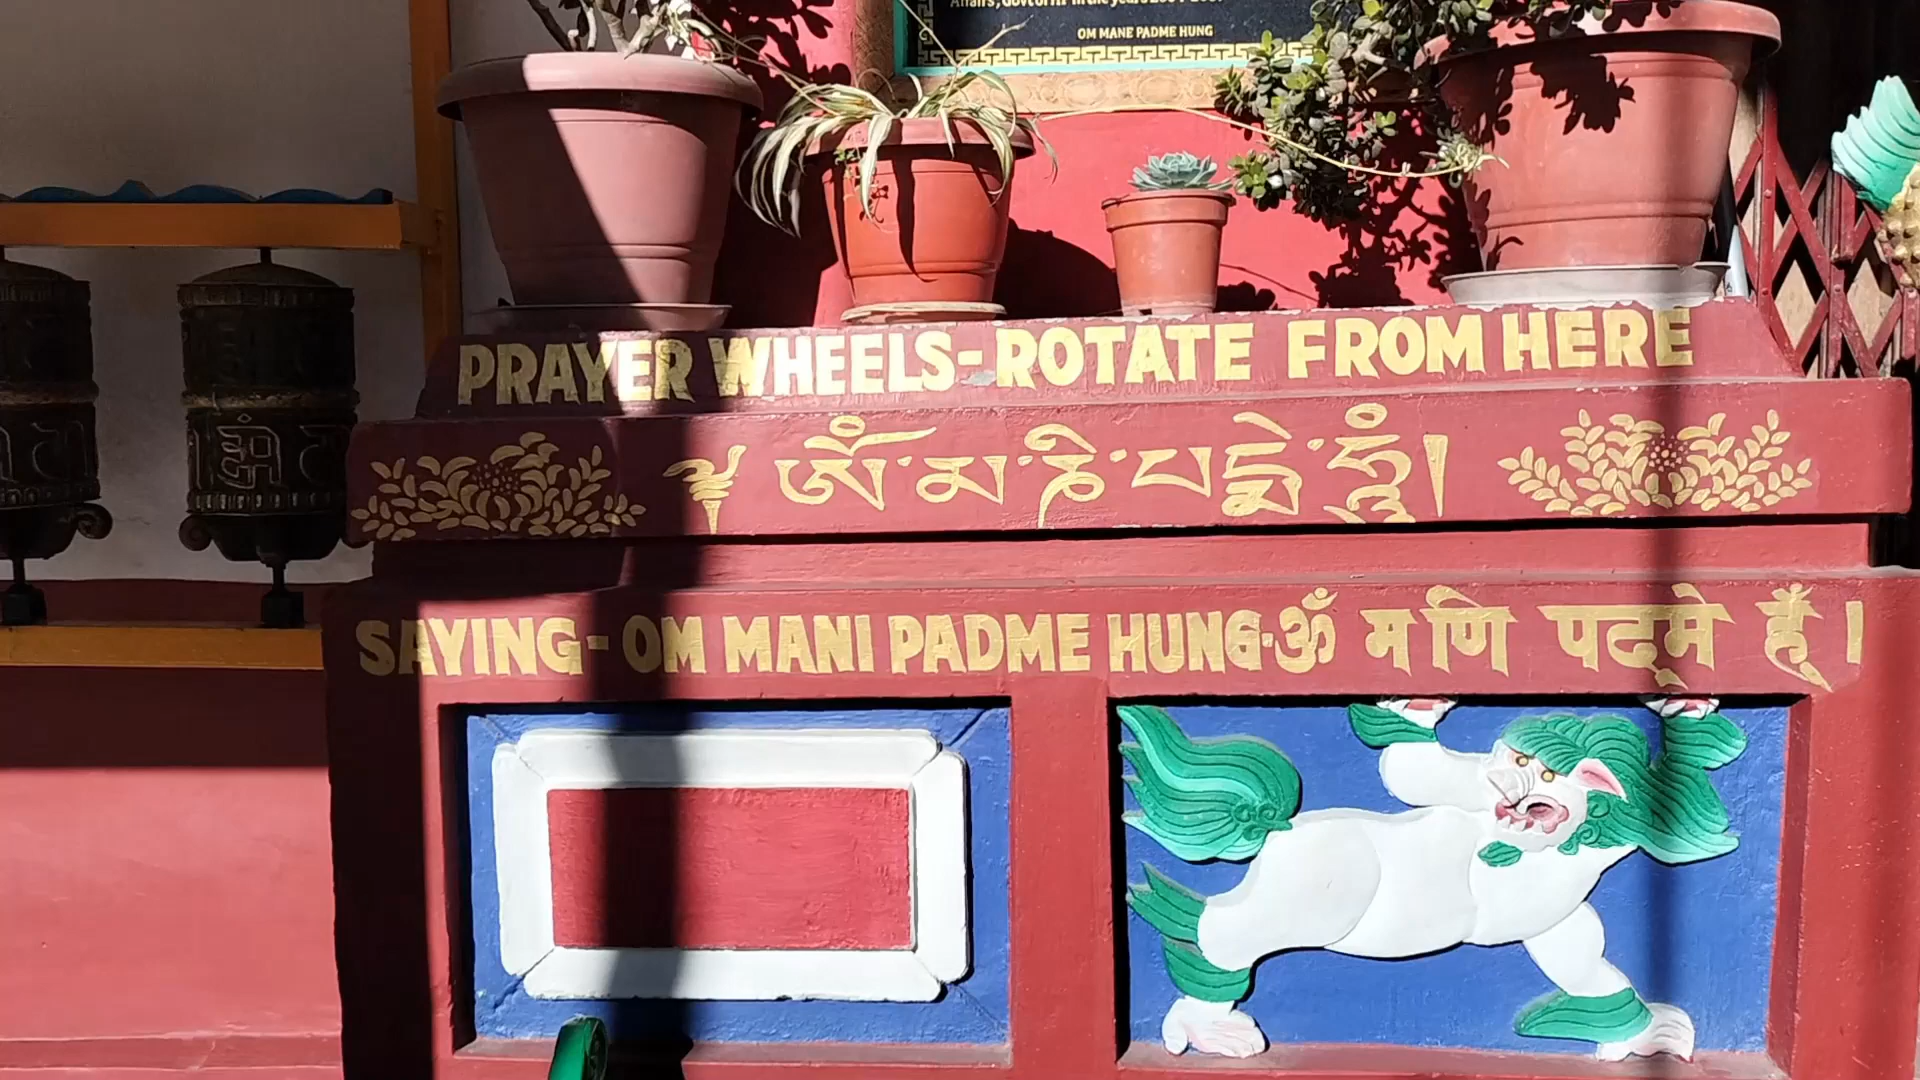 OM MANE PADME HUNG
PRAYER WHEELS-ROTATE FROM HERE
༄ ཨོཾ་མ་ཎི་པདྨེ་ཧཱུྃ།
SAYING- OM MANI PADME HUNG-ॐ मणि पद्मे हूँ।